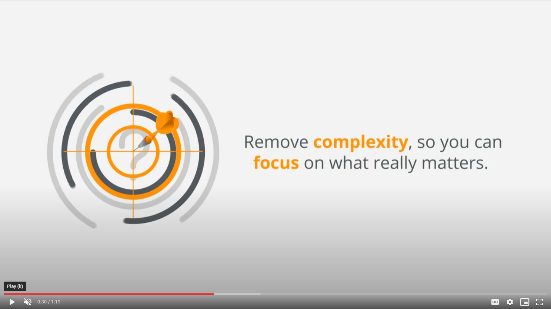 Remove complexity, so you can
focus on what really matters.
Play (k)